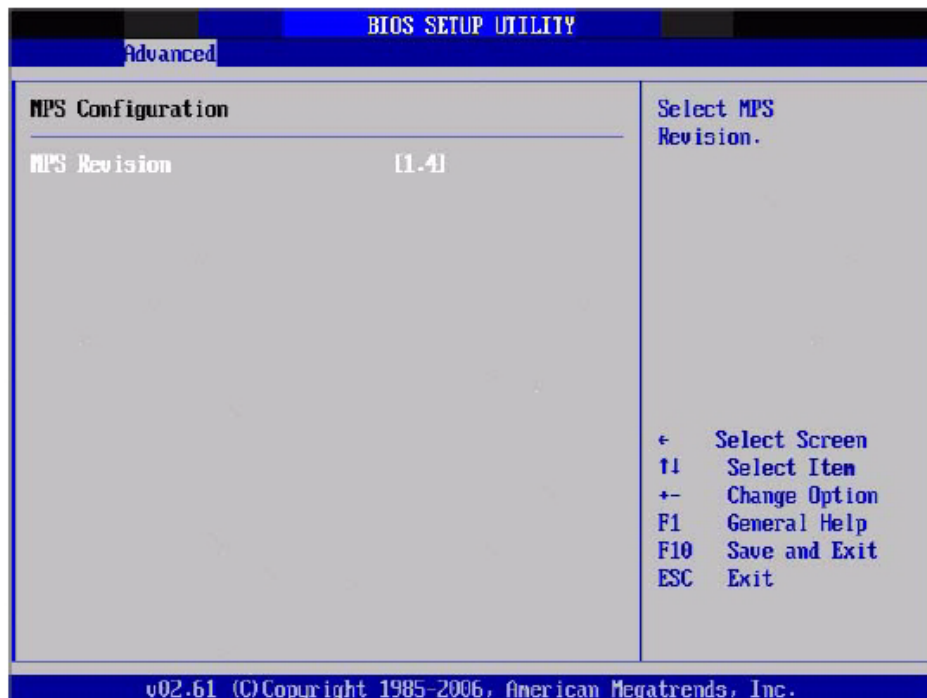 BIOS SETUP UTILITY
Advanced
MPS Configuration
MPS Revision [1.4]
Select MPS
Revision.
← Select Screen
↑↓ Select Item
+- Change Option
F1 General Help
F10 Save and Exit
ESC Exit
v02.61 (C)Copyright 1985-2006, American Megatrends, Inc.